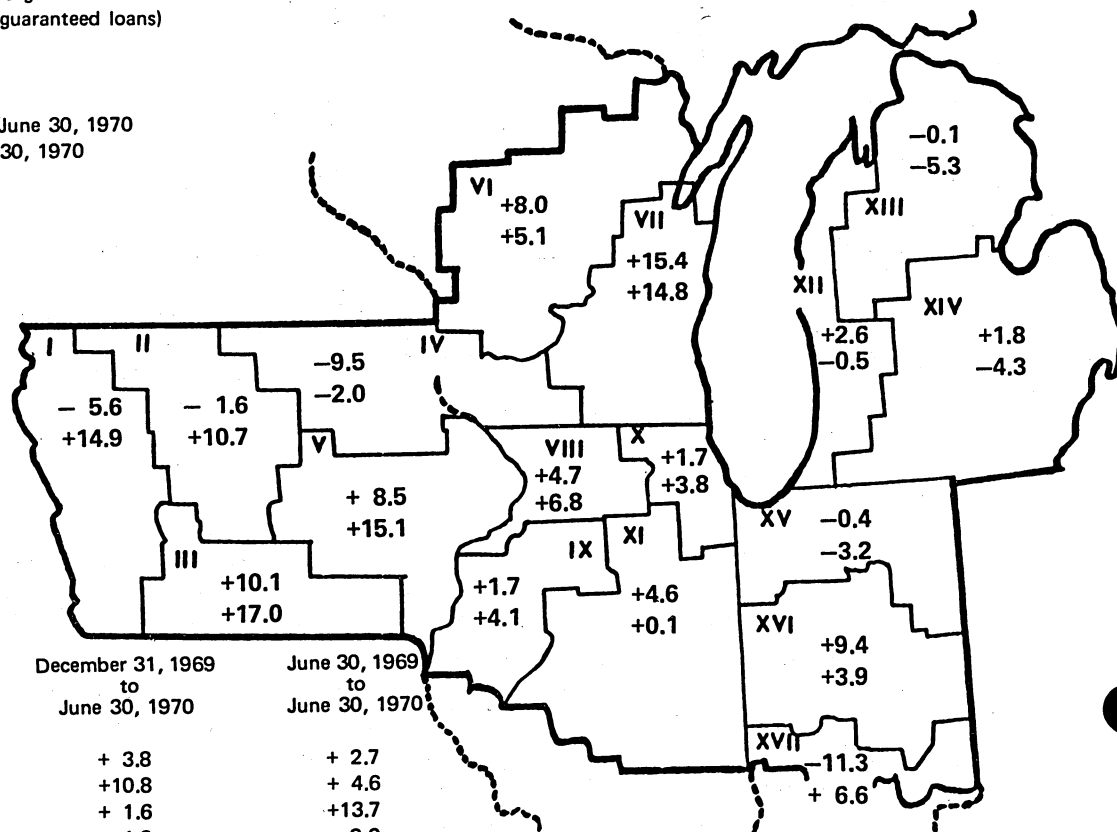 guaranteed loans)
June 30, 1970
30, 1970
−0.1
−5.3
VI
+8.0
+5.1
XIII
VII
+15.4
+14.8
XII
XIV
+2.6
−0.5
+1.8
−4.3
I
II
IV
−9.5
−2.0
− 5.6
+14.9
− 1.6
+10.7
V
VIII
+4.7
+6.8
X
+1.7
+3.8
+ 8.5
+15.1
XV
−0.4
−3.2
III
IX
XI
+10.1
+17.0
+1.7
+4.1
+4.6
+0.1
XVI
+9.4
+3.9
December 31, 1969
to
June 30, 1970
June 30, 1969
to
June 30, 1970
XVII
−11.3
+ 6.6
+ 3.8
+ 2.7
+10.8
+ 4.6
+ 1.6
+13.7